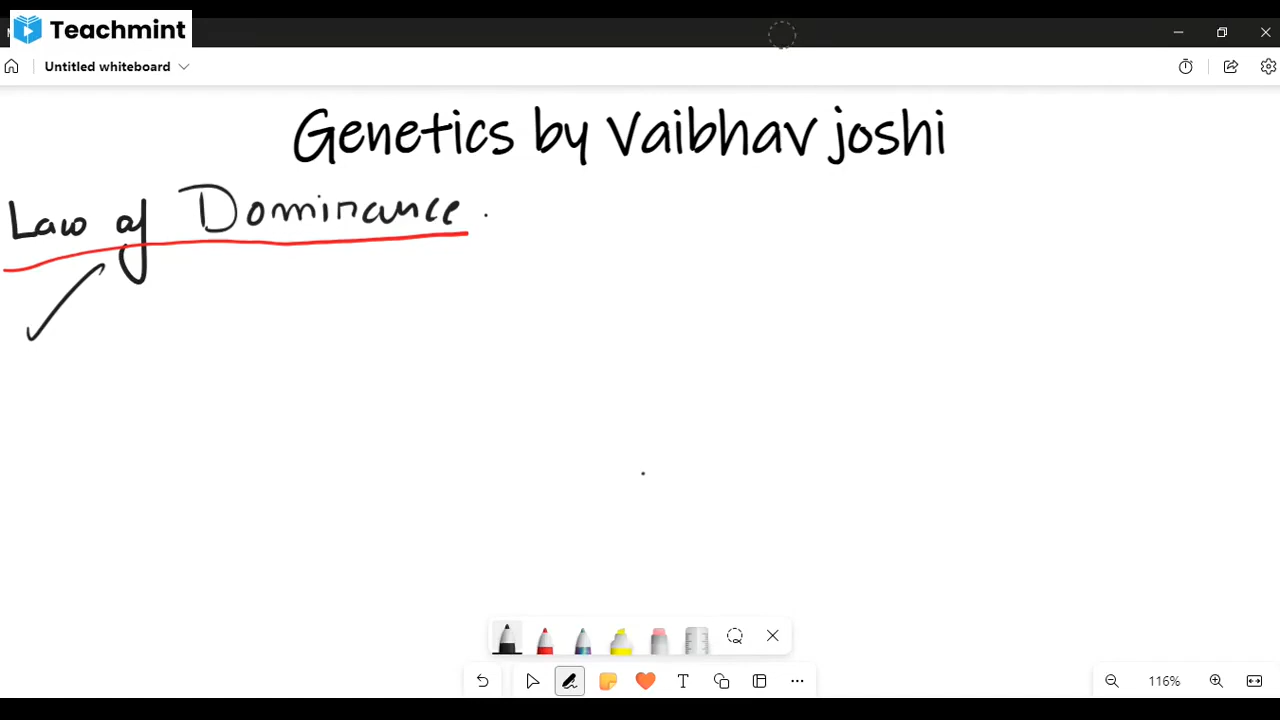 Teachmint
Untitled whiteboard
Genetics by Vaibhav joshi
Law of Dominance.
116%